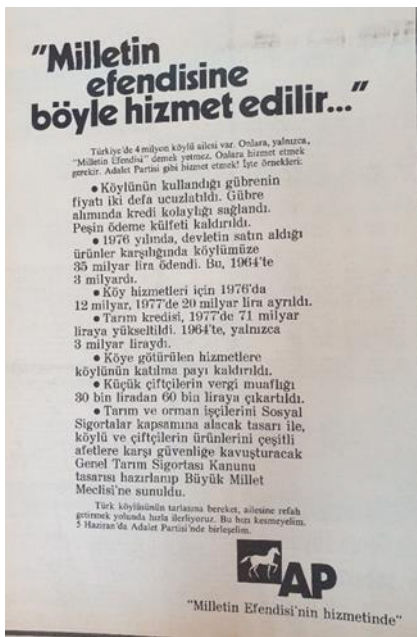 "Milletin
efendisine
böyle hizmet edilir..."
Türkiye'de 4 milyon köylü ailesi var. Onlara, yalnızca,
"Milletin Efendisi" demek yetmez. Onlara hizmet etmek
gerekir. Adalet Partisi gibi hizmet etmek! İşte örnekleri:
• Köylünün kullandığı gübrenin
fiyatı iki defa ucuzlatıldı. Gübre
alımında kredi kolaylığı sağlandı.
Peşin ödeme külfeti kaldırıldı.
• 1976 yılında, devletin satın aldığı
ürünler karşılığında köylümüze
35 milyar lira ödendi. Bu, 1964'te
3 milyardı.
• Köy hizmetleri için 1976'da
12 milyar, 1977'de 20 milyar lira ayrıldı.
• Tarım kredisi, 1977'de 71 milyar
liraya yükseltildi. 1964'te, yalnızca
3 milyar liraydı.
• Köye götürülen hizmetlere
köylünün katılma payı kaldırıldı.
• Küçük çiftçilerin vergi muaflığı
30 bin liradan 60 bin liraya çıkartıldı.
• Tarım ve orman işçilerini Sosyal
Sigortalar kapsamına alacak tasarı ile,
köylü ve çiftçilerin ürünlerini çeşitli
afetlere karşı güvenliğe kavuşturacak
Genel Tarım Sigortası Kanunu
tasarısı hazırlanıp Büyük Millet
Meclisi'ne sunuldu.
Türk köylüsünün tarlasına bereket, ailesine refah
getirmek yolunda hızla ilerliyoruz. Bu hızı kesmeyelim.
5 Haziran'da Adalet Partisi'nde birleşelim.
AP
"Milletin Efendisi'nin hizmetinde"